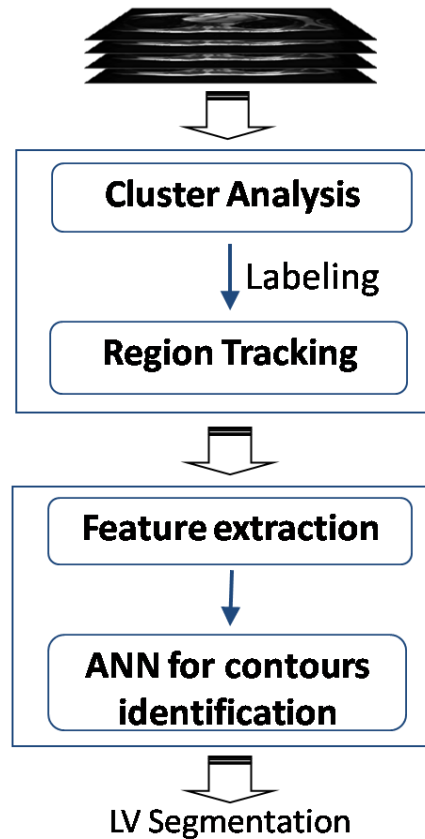 Cluster Analysis
Labeling
Region Tracking
Feature extraction
ANN for contours
identification
LV Segmentation